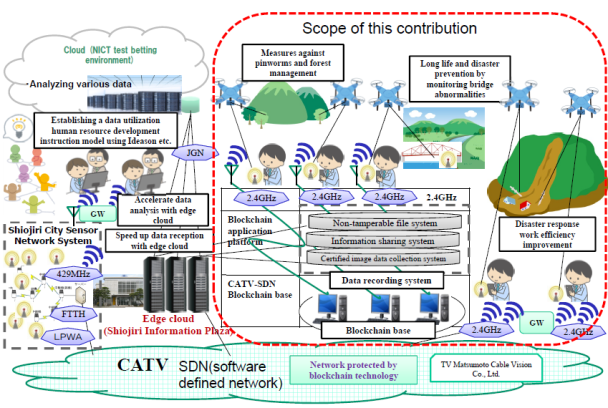 Scope of this contribution
Cloud (NICT test betting
environment)
・Analyzing various data
Establishing a data utilization
human resource development
instruction model using Ideason etc.
JGN
GW
Measures against
pinworms and forest
management
Long life and disaster
prevention by
monitoring bridge
abnormalities
Accelerate data
analysis with edge
cloud
Speed up data reception
with edge cloud
2.4GHz
2.4GHz
2.4GHz
2.4GHz
Shiojiri City Sensor
Network System
429MHz
FTTH
LPWA
Blockchain
application
platform
Non-tamperable file system
Information sharing system
Certified image data collection system
Data recording system
Disaster response
work efficiency
improvement
CATV-SDN
Blockchain base
Edge cloud
(Shiojiri Information Plaza)
Blockchain base
2.4GHz
GW
2.4GHz
CATV SDN(software
defined network)
Network protected by
blockchain technology
TV Matsumoto Cable Vision
Co., Ltd.